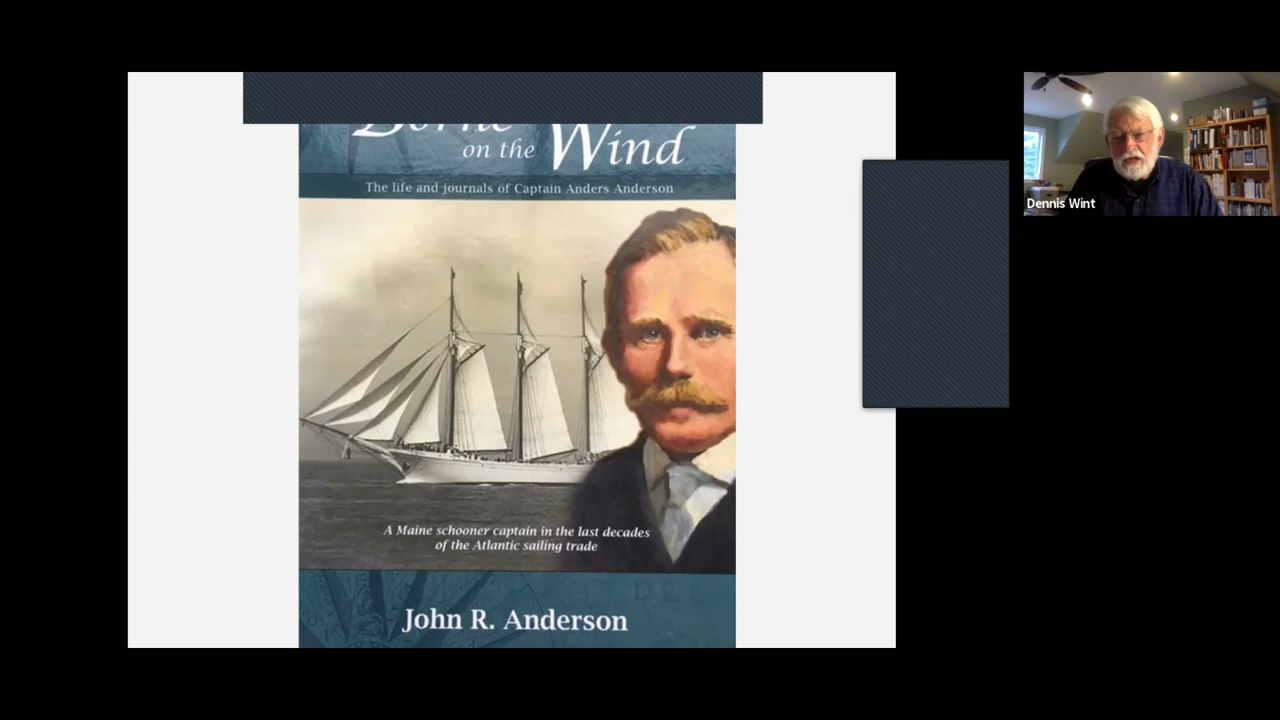 Borne
on the Wind
The life and journals of Captain Anders Anderson
A Maine schooner captain in the last decades
of the Atlantic sailing trade
John R. Anderson
Dennis Wint